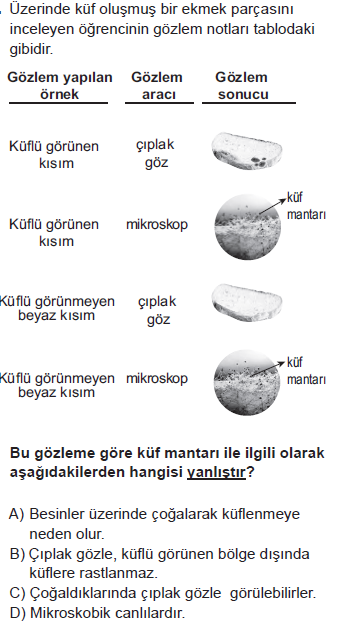 Üzerinde küf oluşmuş bir ekmek parçasını
inceleyen öğrencinin gözlem notları tablodaki
gibidir.
Gözlem yapılan örnek
Gözlem aracı
Gözlem sonucu
Küflü görünen kısım
çıplak göz
Küflü görünen kısım
mikroskop
küf mantarı
Küflü görünmeyen beyaz kısım
çıplak göz
Küflü görünmeyen beyaz kısım
mikroskop
küf mantarı
Bu gözleme göre küf mantarı ile ilgili olarak
aşağıdakilerden hangisi yanlıştır?
A) Besinler üzerinde çoğalarak küflenmeye
neden olur.
B) Çıplak gözle, küflü görünen bölge dışında
küflere rastlanmaz.
C) Çoğaldıklarında çıplak gözle görülebilirler.
D) Mikroskobik canlılardır.